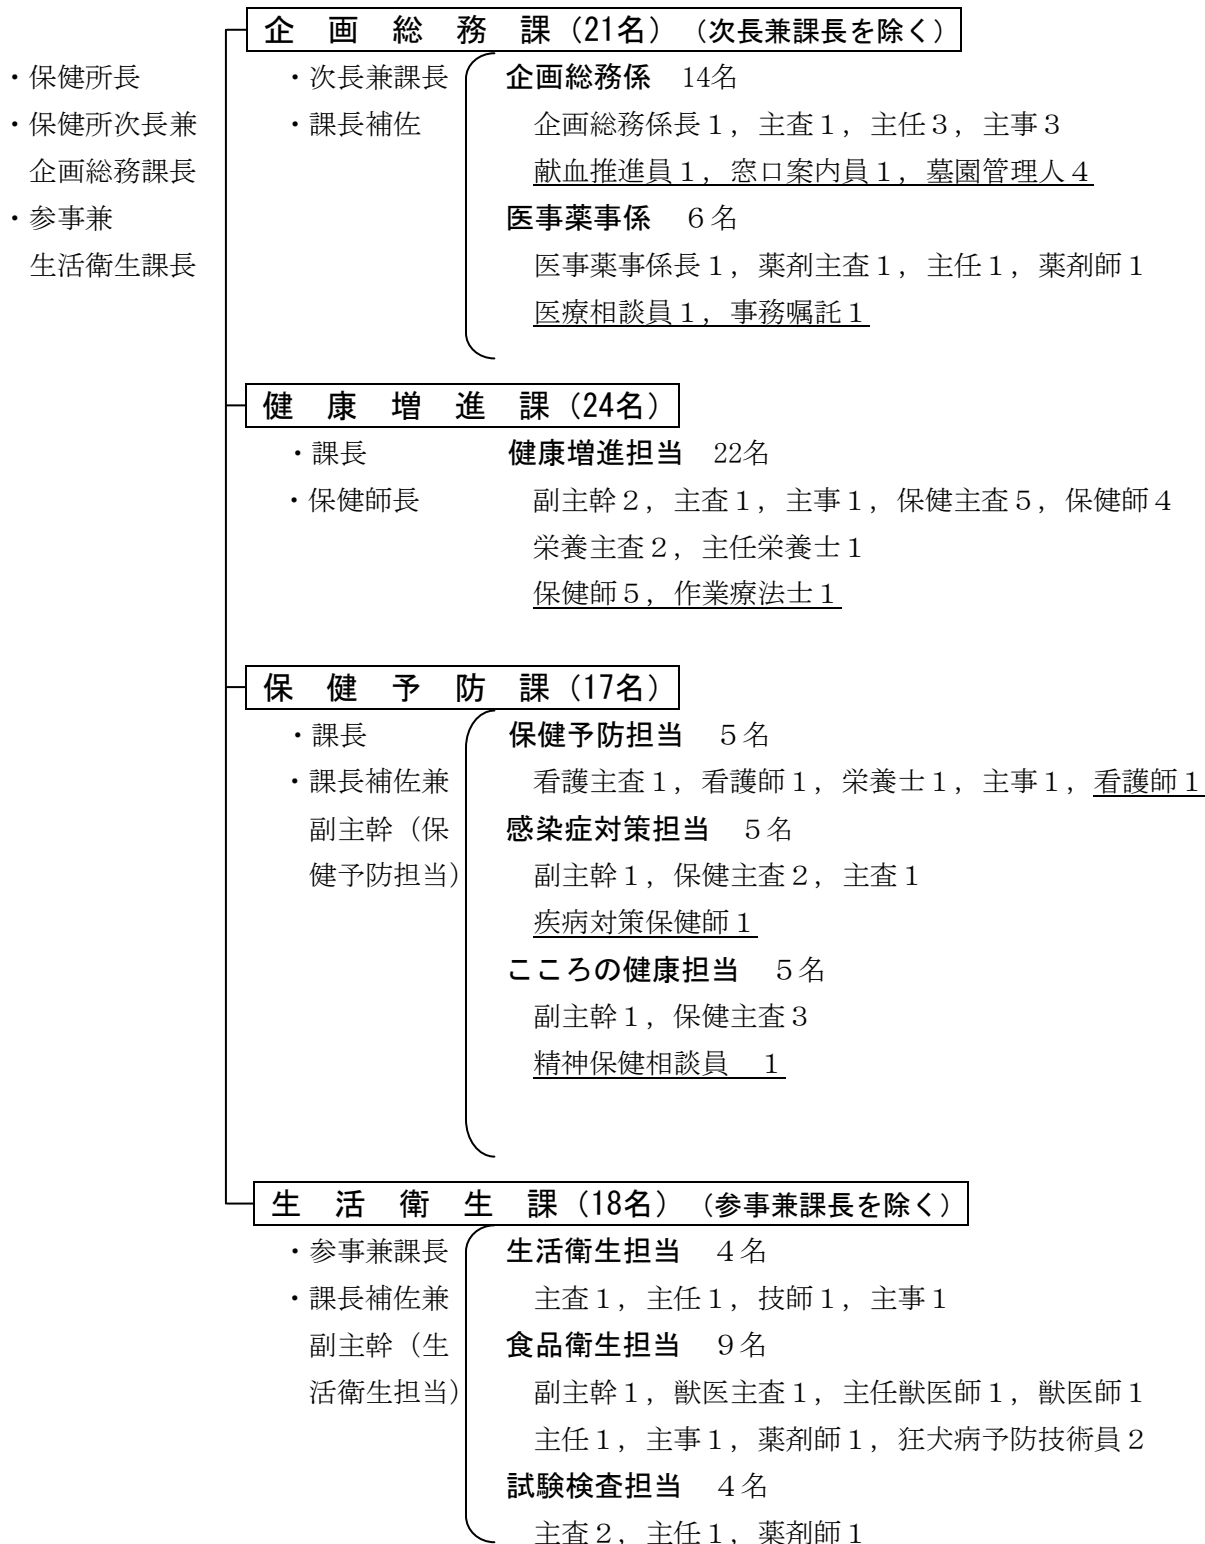 企　画　総　務　課（21名）（次長兼課長を除く）
・保健所長
・保健所次長兼
企画総務課長
・参事兼
生活衛生課長
・次長兼課長
・課長補佐
企画総務係　14名
企画総務係長１，主査１，主任３，主事３
献血推進員１，窓口案内員１，墓園管理人４
医事薬事係　６名
医事薬事係長１，薬剤主査１，主任１，薬剤師１
医療相談員１，事務嘱託１
健　康　増　進　課（24名）
・課長
・保健師長
健康増進担当　22名
副主幹２，主査１，主事１，保健主査５，保健師４
栄養主査２，主任栄養士１
保健師５，作業療法士１
保　健　予　防　課（17名）
・課長
・課長補佐兼
副主幹（保
健予防担当）
保健予防担当　５名
看護主査１，看護師１，栄養士１，主事１，看護師１
感染症対策担当　５名
副主幹１，保健主査２，主査１
疾病対策保健師１
こころの健康担当　５名
副主幹１，保健主査３
精神保健相談員　１
生　活　衛　生　課（18名）（参事兼課長を除く）
・参事兼課長
・課長補佐兼
副主幹（生
活衛生担当）
生活衛生担当　４名
主査１，主任１，技師１，主事１
食品衛生担当　９名
副主幹１，獣医主査１，主任獣医師１，獣医師１
主任１，主事１，薬剤師１，狂犬病予防技術員２
試験検査担当　４名
主査２，主任１，薬剤師１